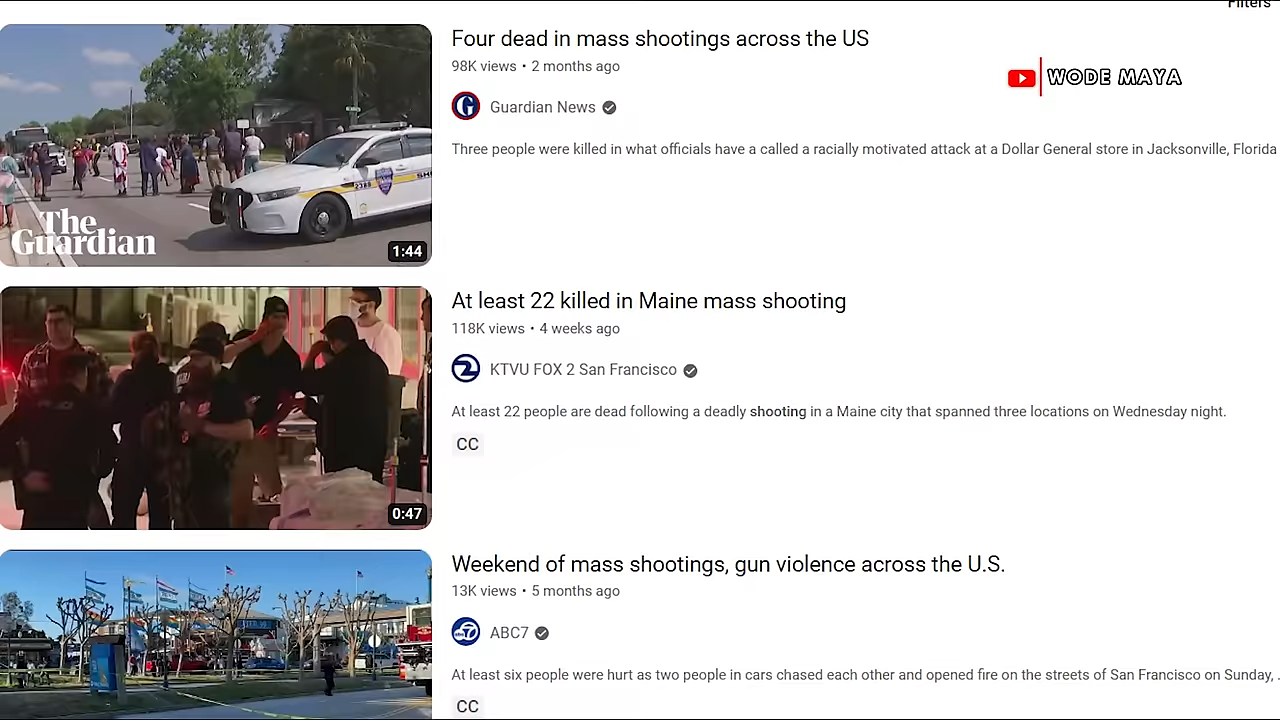 Filters
Four dead in mass shootings across the US
98K views • 2 months ago
WODE MAYA
Guardian News
Three people were killed in what officials have a called a racially motivated attack at a Dollar General store in Jacksonville, Florida
The
Guardian
1:44
At least 22 killed in Maine mass shooting
118K views • 4 weeks ago
KTVU FOX 2 San Francisco
At least 22 people are dead following a deadly shooting in a Maine city that spanned three locations on Wednesday night.
CC
0:47
Weekend of mass shootings, gun violence across the U.S.
13K views • 5 months ago
ABC7
At least six people were hurt as two people in cars chased each other and opened fire on the streets of San Francisco on Sunday, .
CC